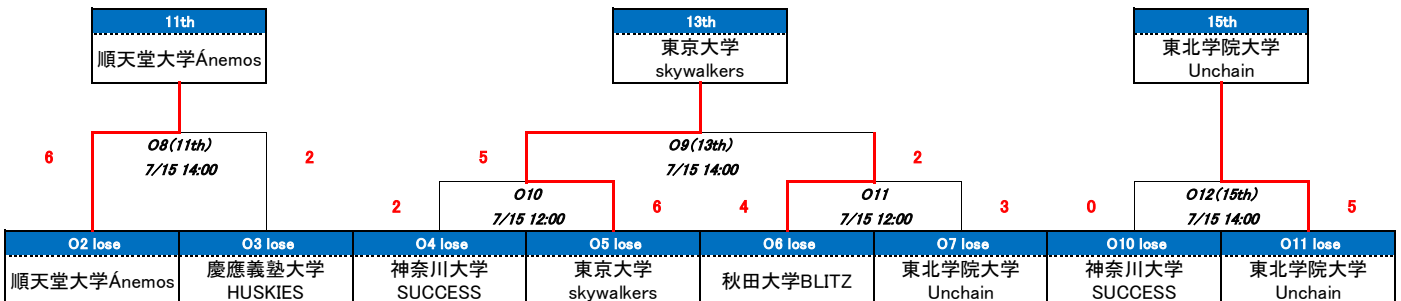 11th
13th
15th
順天堂大学Ánemos
東京大学
skywalkers
東北学院大学
Unchain
O8(11th)
7/15 14:00
6
2
O9(13th)
7/15 14:00
5
2
O10
7/15 12:00
2
6
O11
7/15 12:00
4
3
O12(15th)
7/15 14:00
0
5
O2 lose
O3 lose
O4 lose
O5 lose
O6 lose
O7 lose
O10 lose
O11 lose
順天堂大学Ánemos
慶應義塾大学
HUSKIES
神奈川大学
SUCCESS
東京大学
skywalkers
秋田大学BLITZ
東北学院大学
Unchain
神奈川大学
SUCCESS
東北学院大学
Unchain